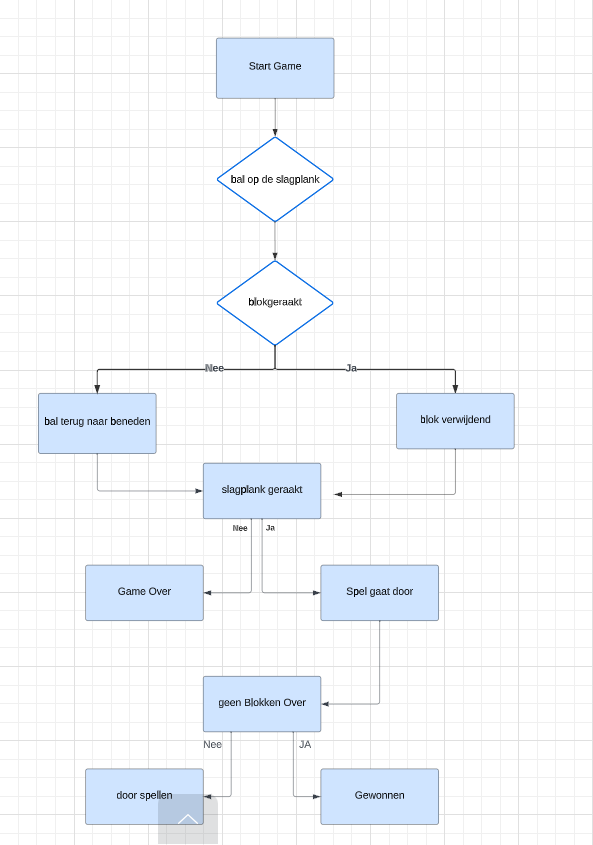 Start Game
bal op de slagplank
blokgeraakt
Nee
Ja
bal terug naar beneden
blok verwijdend
slagplank geraakt
Nee
Ja
Game Over
Spel gaat door
geen Blokken Over
Nee
JA
door spellen
Gewonnen